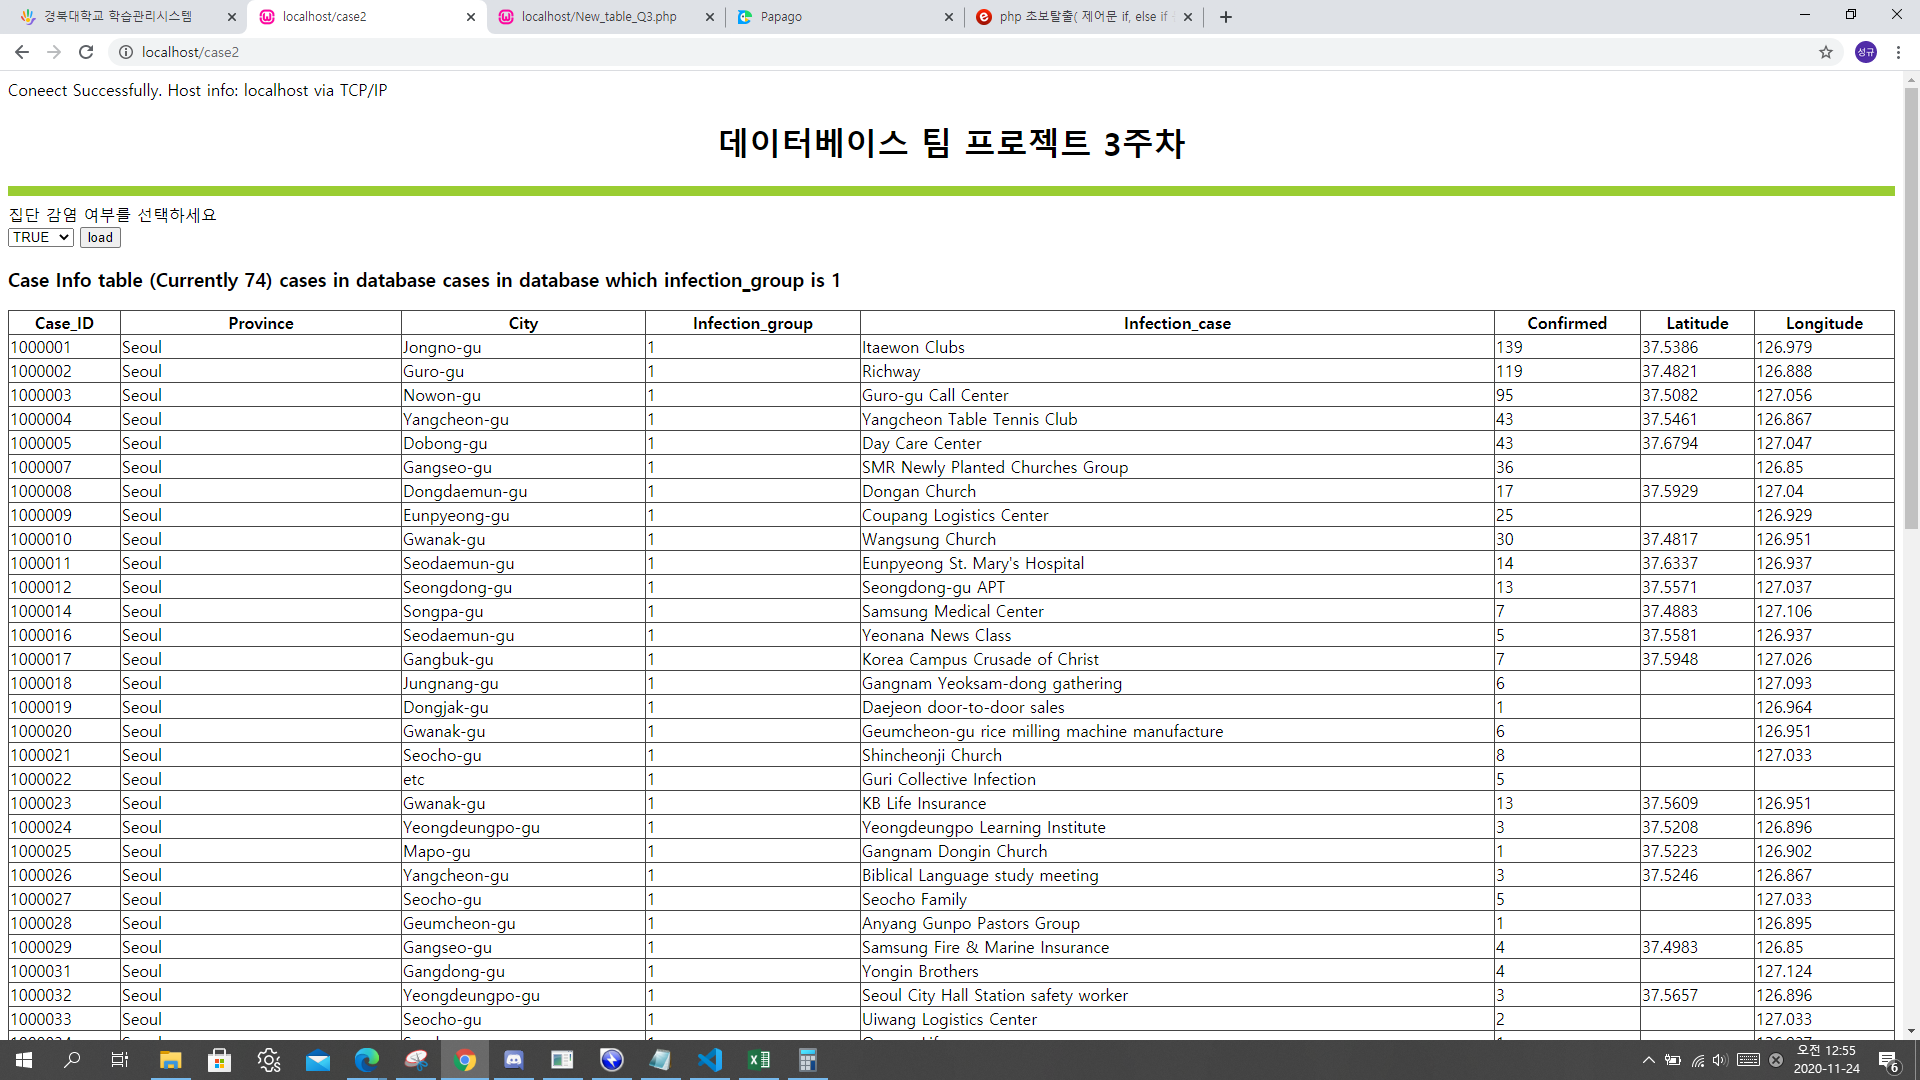 경북대학교 학습관리시스템 localhost/case2 localhost/New_table_Q3.php Papago php 초보탈출( 제어문 if, else if
localhost/case2 성규
Coneect Successfully. Host info: localhost via TCP/IP
데이터베이스 팀 프로젝트 3주차
집단 감염 여부를 선택하세요
TRUE load
Case Info table (Currently 74) cases in database cases in database which infection_group is 1
Case_ID Province City Infection_group Infection_case Confirmed Latitude Longitude
1000001 Seoul Jongno-gu 1 Itaewon Clubs 139 37.5386 126.979
1000002 Seoul Guro-gu 1 Richway 119 37.4821 126.888
1000003 Seoul Nowon-gu 1 Guro-gu Call Center 95 37.5082 127.056
1000004 Seoul Yangcheon-gu 1 Yangcheon Table Tennis Club 43 37.5461 126.867
1000005 Seoul Dobong-gu 1 Day Care Center 43 37.6794 127.047
1000007 Seoul Gangseo-gu 1 SMR Newly Planted Churches Group 36 126.85
1000008 Seoul Dongdaemun-gu 1 Dongan Church 17 37.5929 127.04
1000009 Seoul Eunpyeong-gu 1 Coupang Logistics Center 25 126.929
1000010 Seoul Gwanak-gu 1 Wangsung Church 30 37.4817 126.951
1000011 Seoul Seodaemun-gu 1 Eunpyeong St. Mary's Hospital 14 37.6337 126.937
1000012 Seoul Seongdong-gu 1 Seongdong-gu APT 13 37.5571 127.037
1000014 Seoul Songpa-gu 1 Samsung Medical Center 7 37.4883 127.106
1000016 Seoul Seodaemun-gu 1 Yeonana News Class 5 37.5581 126.937
1000017 Seoul Gangbuk-gu 1 Korea Campus Crusade of Christ 7 37.5948 127.026
1000018 Seoul Jungnang-gu 1 Gangnam Yeoksam-dong gathering 6 127.093
1000019 Seoul Dongjak-gu 1 Daejeon door-to-door sales 1 126.964
1000020 Seoul Gwanak-gu 1 Geumcheon-gu rice milling machine manufacture 6 126.951
1000021 Seoul Seocho-gu 1 Shincheonji Church 8 127.033
1000022 Seoul etc 1 Guri Collective Infection 5
1000023 Seoul Gwanak-gu 1 KB Life Insurance 13 37.5609 126.951
1000024 Seoul Yeongdeungpo-gu 1 Yeongdeungpo Learning Institute 3 37.5208 126.896
1000025 Seoul Mapo-gu 1 Gangnam Dongin Church 1 37.5223 126.902
1000026 Seoul Yangcheon-gu 1 Biblical Language study meeting 3 37.5246 126.867
1000027 Seoul Seocho-gu 1 Seocho Family 5 127.033
1000028 Seoul Geumcheon-gu 1 Anyang Gunpo Pastors Group 1 126.895
1000029 Seoul Gangseo-gu 1 Samsung Fire & Marine Insurance 4 37.4983 126.85
1000031 Seoul Gangdong-gu 1 Yongin Brothers 4 127.124
1000032 Seoul Yeongdeungpo-gu 1 Seoul City Hall Station safety worker 3 37.5657 126.896
1000033 Seoul Seocho-gu 1 Uiwang Logistics Center 2 127.033
오전 12:55
2020-11-24
6